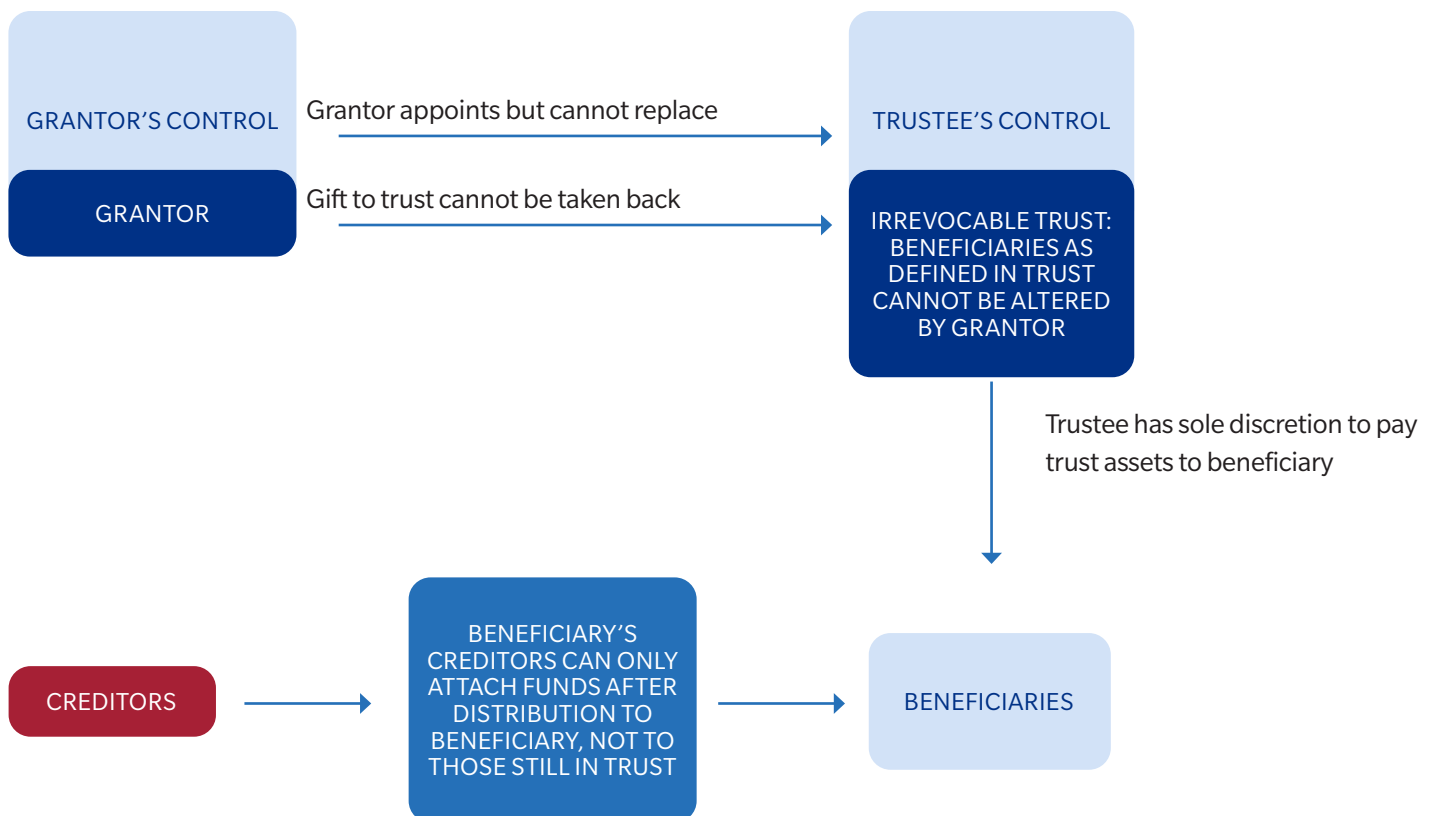 GRANTOR’S CONTROL
Grantor appoints but cannot replace
TRUSTEE’S CONTROL
GRANTOR
Gift to trust cannot be taken back
IRREVOCABLE TRUST:
BENEFICIARIES AS
DEFINED IN TRUST
CANNOT BE ALTERED
BY GRANTOR
Trustee has sole discretion to pay
trust assets to beneficiary
CREDITORS
BENEFICIARY’S
CREDITORS CAN ONLY
ATTACH FUNDS AFTER
DISTRIBUTION TO
BENEFICIARY, NOT TO
THOSE STILL IN TRUST
BENEFICIARIES